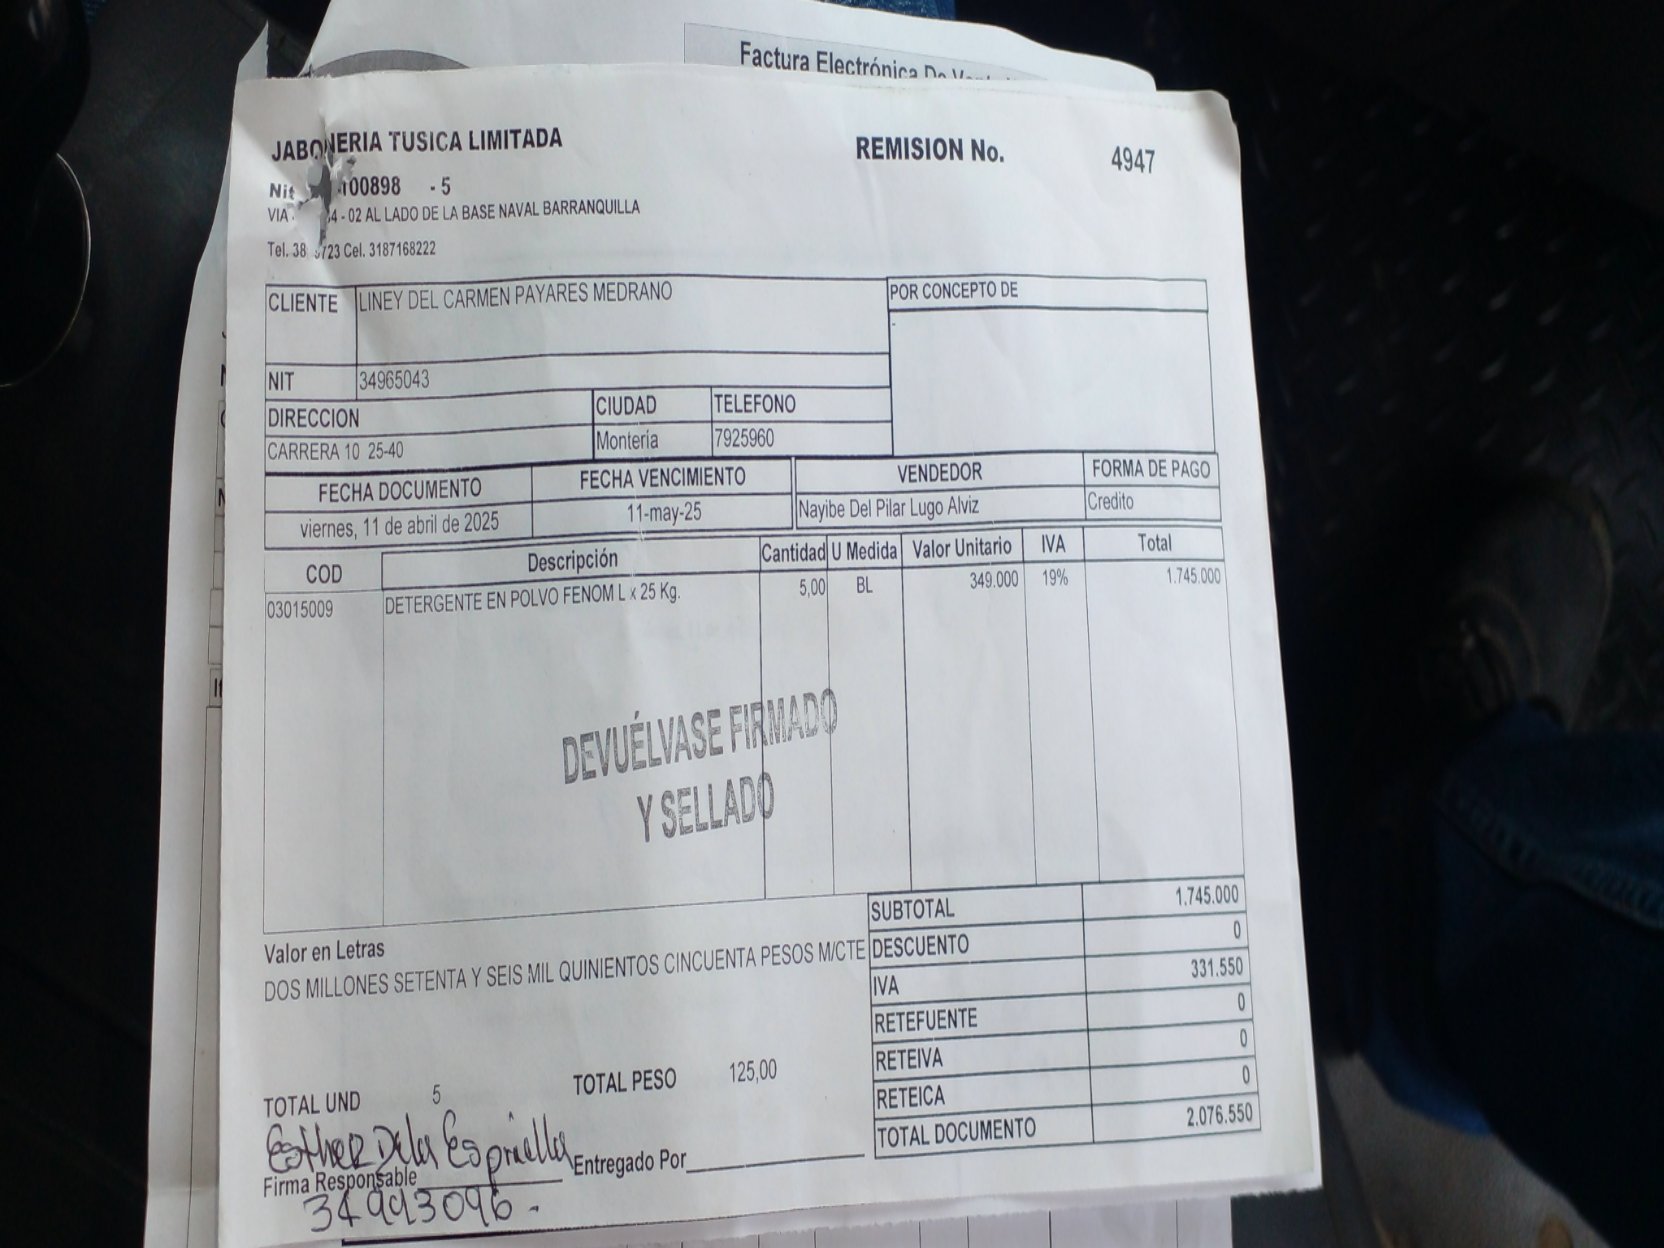 Factura Electrónica De
JABONERIA TUSICA LIMITADA
REMISION No. 4947
Nit 100898 - 5
VIA 4 - 02 AL LADO DE LA BASE NAVAL BARRANQUILLA
Tel. 38 723 Cel. 3187168222
CLIENTE LINEY DEL CARMEN PAYARES MEDRANO
POR CONCEPTO DE
NIT 34965043
DIRECCION CIUDAD TELEFONO
CARRERA 10 25-40 Montería 7925960
FECHA DOCUMENTO FECHA VENCIMIENTO VENDEDOR FORMA DE PAGO
viernes, 11 de abril de 2025 11-may-25 Nayibe Del Pilar Lugo Alviz Credito
COD Descripción Cantidad U Medida Valor Unitario IVA Total
03015009 DETERGENTE EN POLVO FENOM L x 25 Kg. 5,00 BL 349.000 19% 1.745.000
DEVUÉLVASE FIRMADO
Y SELLADO
SUBTOTAL 1.745.000
DESCUENTO 0
IVA 331.550
RETEFUENTE 0
RETEIVA 0
RETEICA 0
TOTAL DOCUMENTO 2.076.550
Valor en Letras
DOS MILLONES SETENTA Y SEIS MIL QUINIENTOS CINCUENTA PESOS M/CTE
TOTAL UND 5 TOTAL PESO 125,00
Esther De la Espriella
Firma Responsable Entregado Por
34993096.